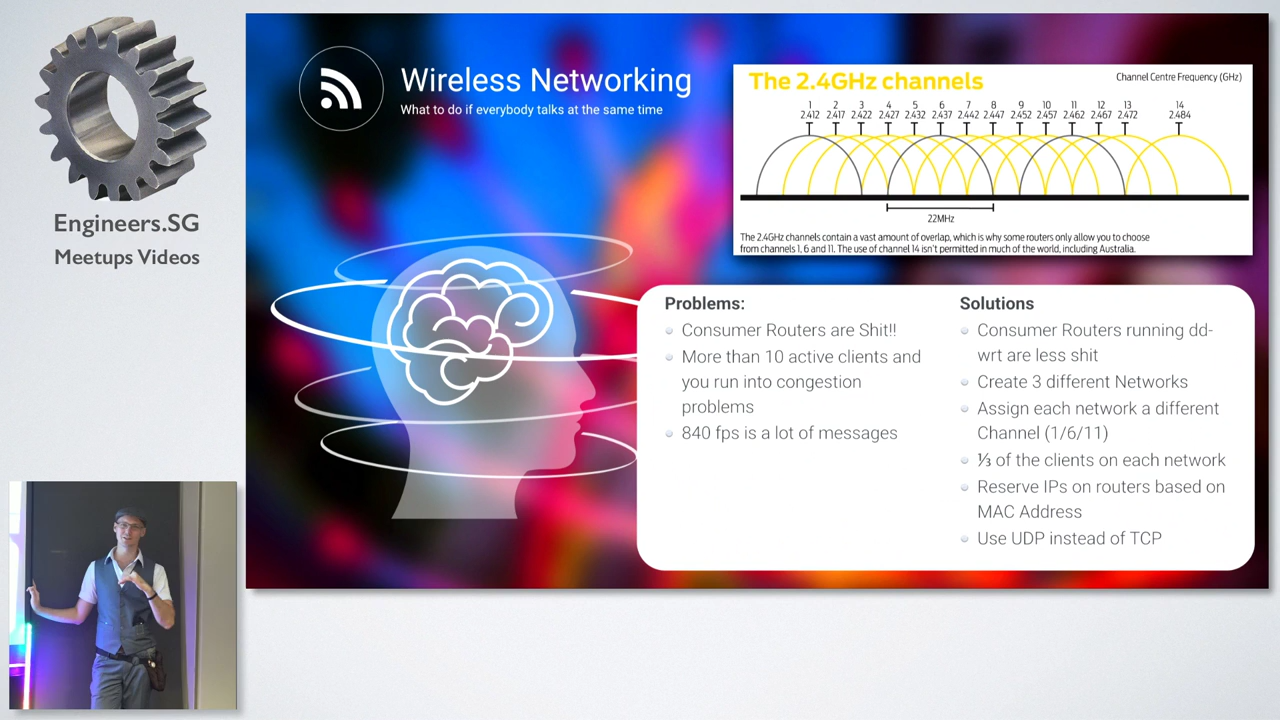 Engineers.SG
Meetups Videos
Wireless Networking
What to do if everybody talks at the same time
The 2.4GHz channels
Channel Centre Frequency (GHz)
1 2 3 4 5 6 7 8 9 10 11 12 13 14
2.412 2.417 2.422 2.427 2.432 2.437 2.442 2.447 2.452 2.457 2.462 2.467 2.472 2.484
22MHz
The 2.4GHz channels contain a vast amount of overlap, which is why some routers only allow you to choose
from channels 1, 6 and 11. The use of channel 14 isn't permitted in much of the world, including Australia.
Problems:
Consumer Routers are Shit!!
More than 10 active clients and
you run into congestion
problems
840 fps is a lot of messages
Solutions
Consumer Routers running dd-
wrt are less shit
Create 3 different Networks
Assign each network a different
Channel (1/6/11)
⅓ of the clients on each network
Reserve IPs on routers based on
MAC Address
Use UDP instead of TCP